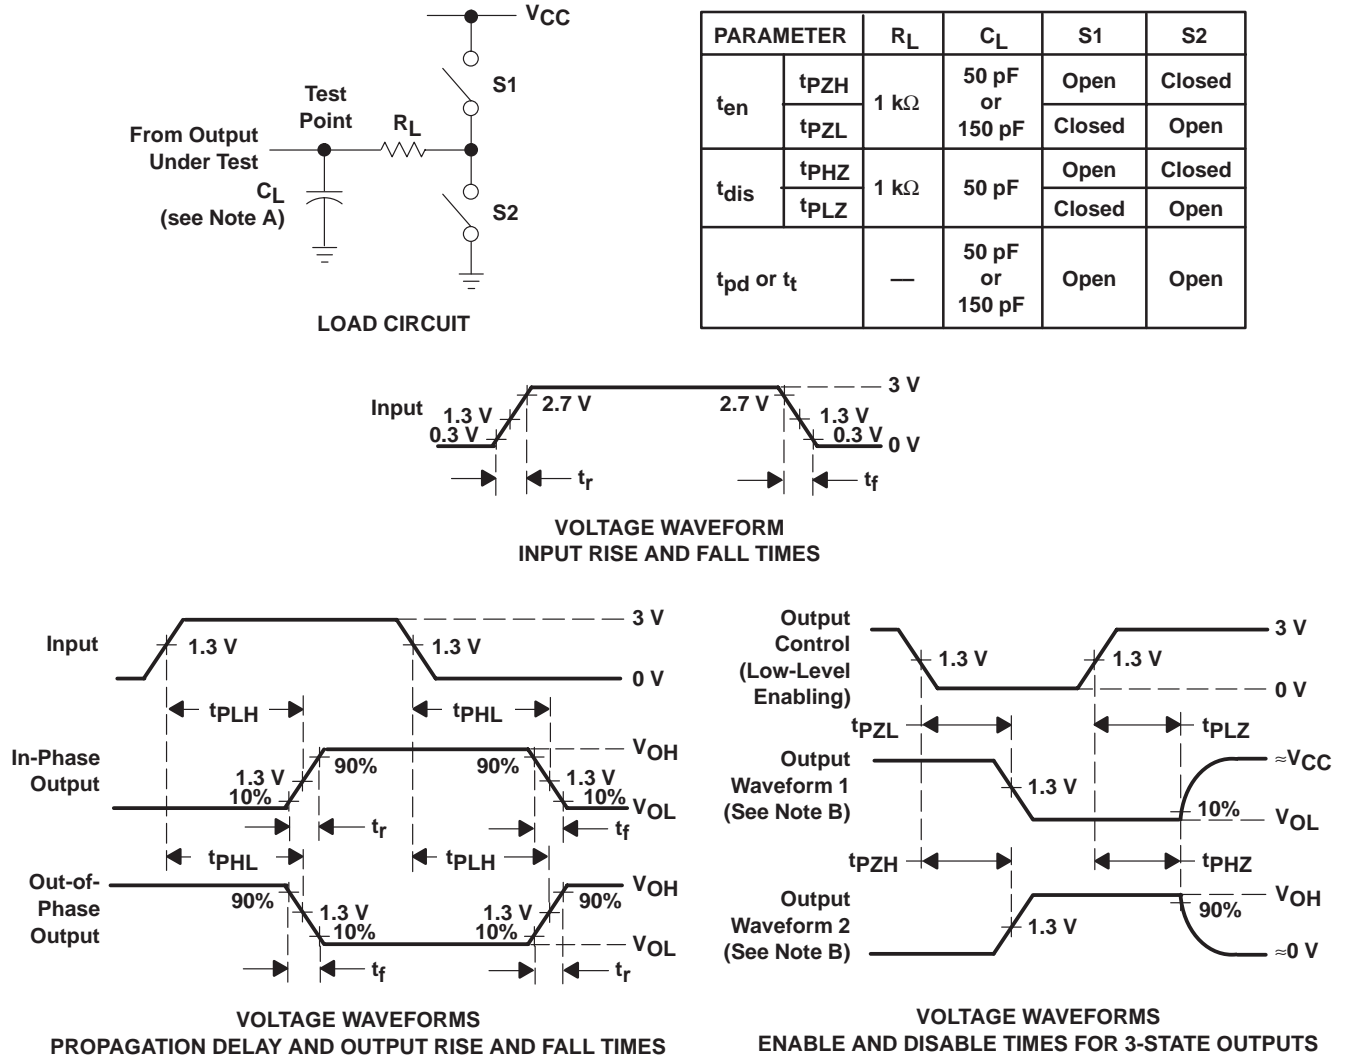 VCC
S1
Test
Point
RL
From Output
Under Test
CL
(see Note A)
S2
LOAD CIRCUIT
PARAMETER RL CL S1 S2
ten tPZH 1 kΩ 50 pF or 150 pF Open Closed
tPZL Closed Open
tdis tPHZ 1 kΩ 50 pF Open Closed
tPLZ Closed Open
tpd or tt — 50 pF or 150 pF Open Open
Input
1.3 V
0.3 V
2.7 V
2.7 V
3 V
1.3 V
0.3 V
0 V
tr
tf
VOLTAGE WAVEFORM
INPUT RISE AND FALL TIMES
Input
1.3 V
1.3 V
3 V
0 V
tPLH
tPHL
In-Phase
Output
1.3 V
10%
90%
90%
1.3 V
10%
VOH
VOL
tr
tf
tPHL
tPLH
Out-of-
Phase
Output
90%
1.3 V
10%
1.3 V
10%
90%
VOH
VOL
tf
tr
VOLTAGE WAVEFORMS
PROPAGATION DELAY AND OUTPUT RISE AND FALL TIMES
Output
Control
(Low-Level
Enabling)
1.3 V
1.3 V
3 V
0 V
tPZL
tPLZ
Output
Waveform 1
(See Note B)
1.3 V
10%
≈VCC
VOL
tPZH
tPHZ
Output
Waveform 2
(See Note B)
1.3 V
90%
VOH
≈0 V
VOLTAGE WAVEFORMS
ENABLE AND DISABLE TIMES FOR 3-STATE OUTPUTS